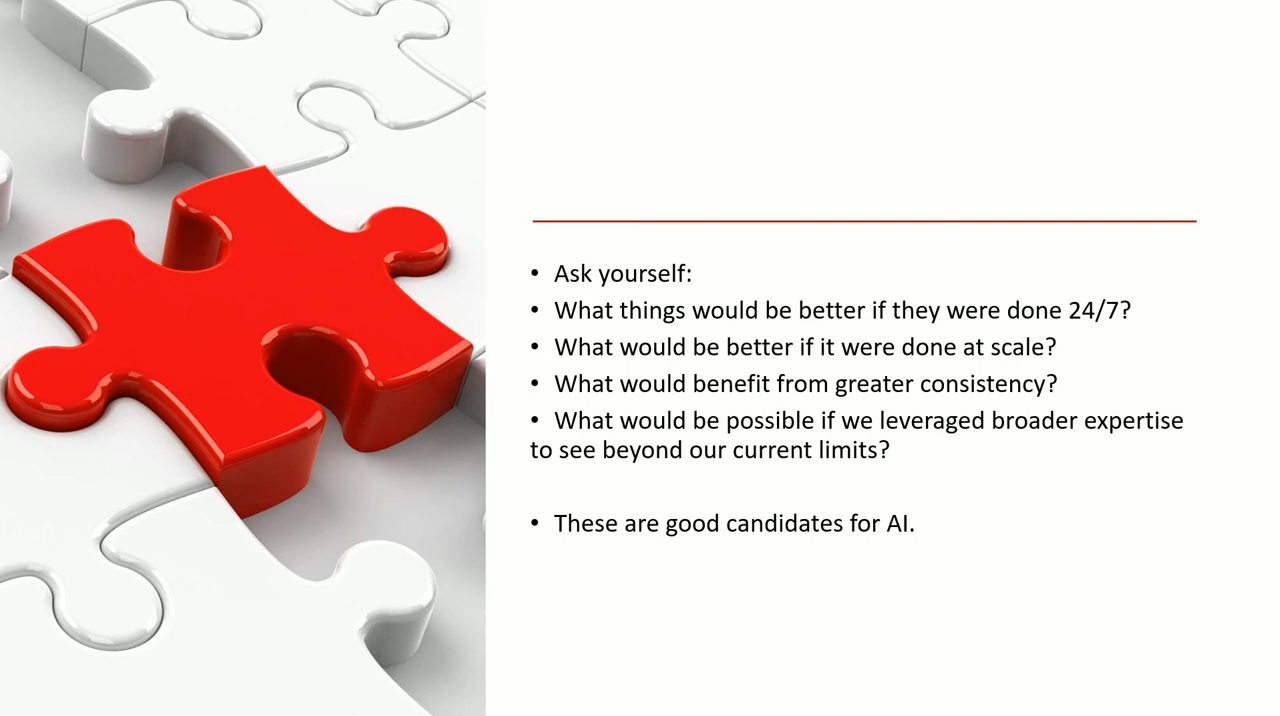 • Ask yourself:
• What things would be better if they were done 24/7?
• What would be better if it were done at scale?
• What would benefit from greater consistency?
• What would be possible if we leveraged broader expertise
to see beyond our current limits?
• These are good candidates for AI.